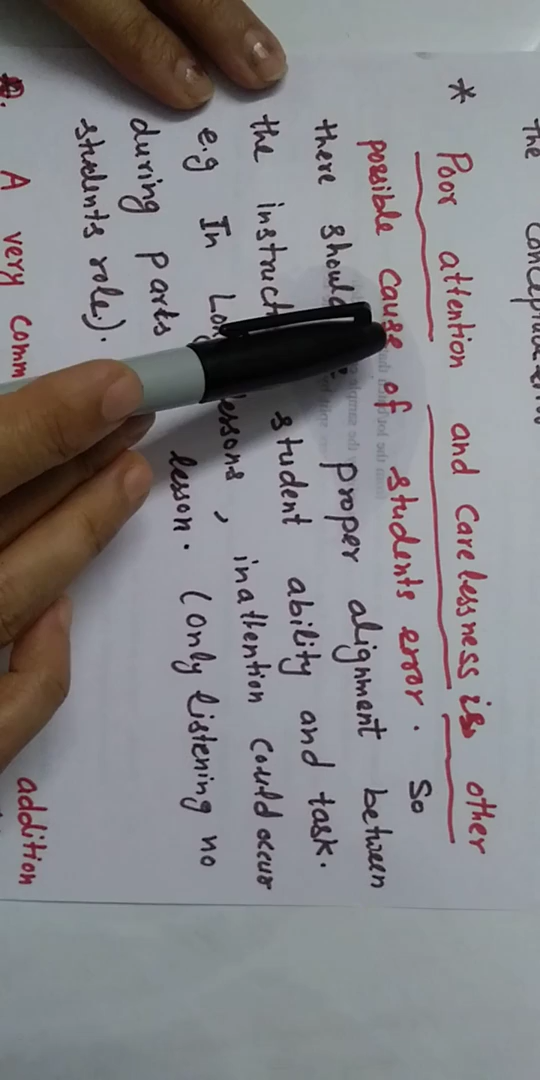 the
* Poor attention and carelessness is other
possible cause of students error. So
there should proper alignment between
the student ability and task.
e.g In lessons, inattention could occur
during parts lesson. (only listening no
students role).
A very addition